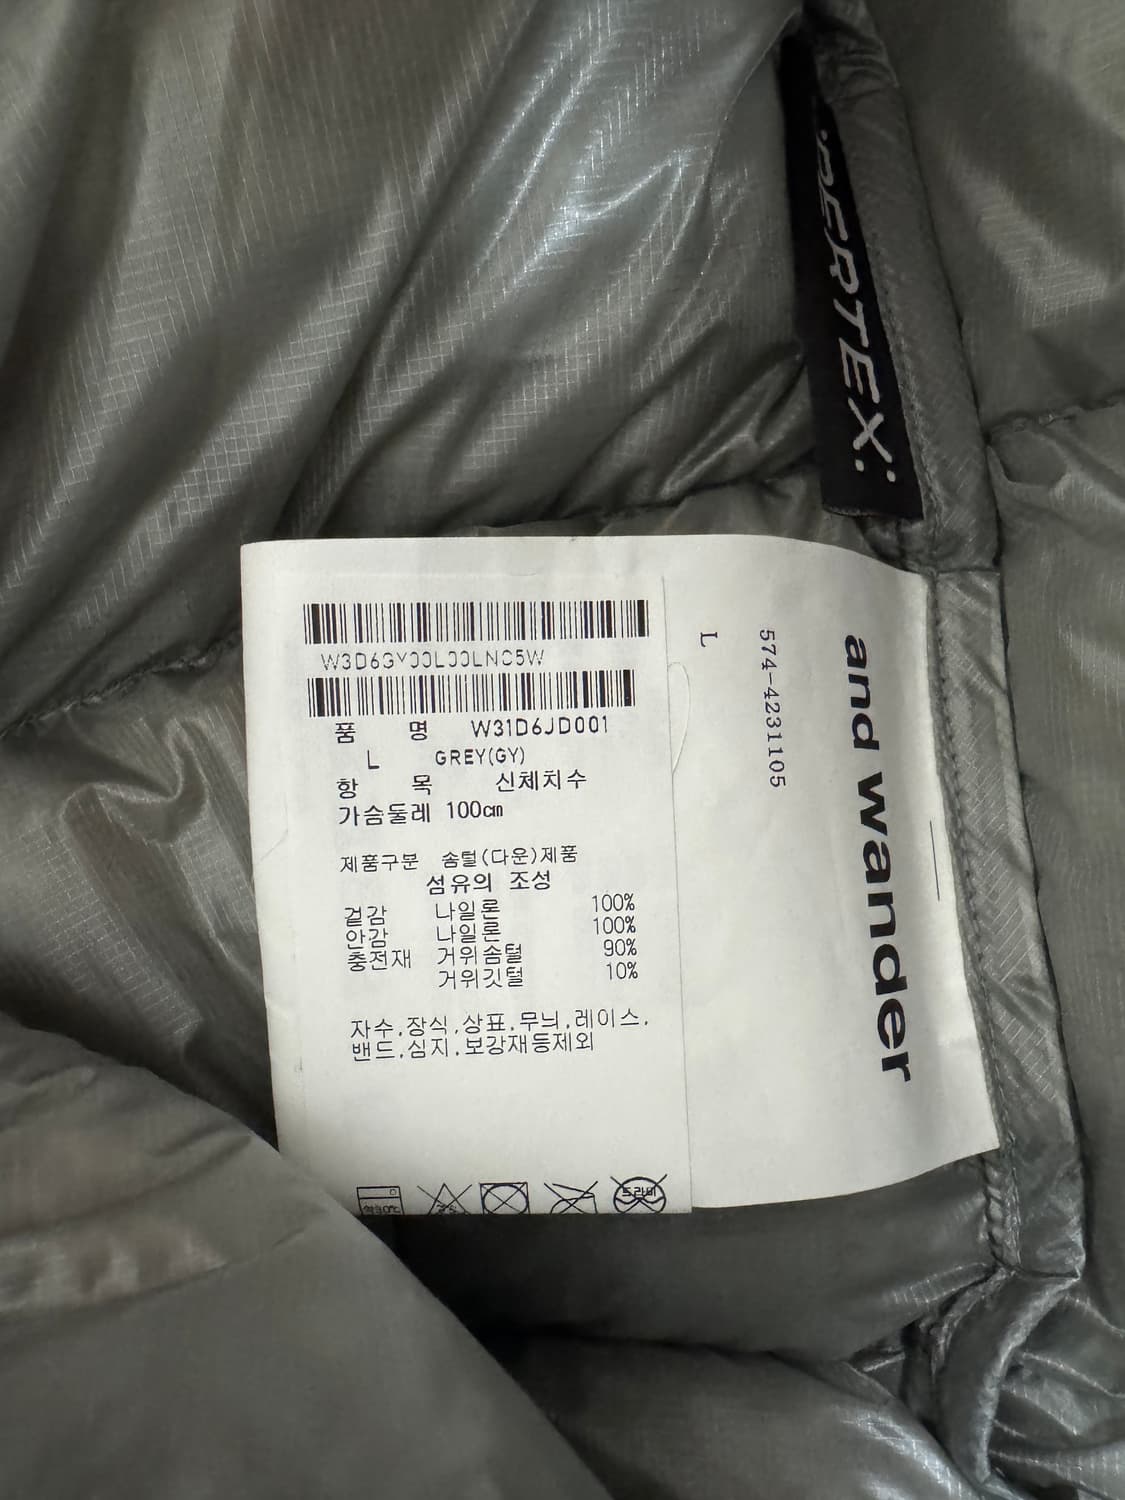 PERTEX
W3D6GY00L00LNC5W
품 명 W31D6JD001
L GREY(GY)
항 목 신체치수
가슴둘레 100cm
제품구분 솜털(다운)제품
섬유의 조성
겉감 나일론 100%
안감 나일론 100%
충전재 거위솜털 90%
거위깃털 10%
자수,장식,상표,무늬,레이스,
밴드,심지,보강재등제외
드라이
L
574-4231105
and wander